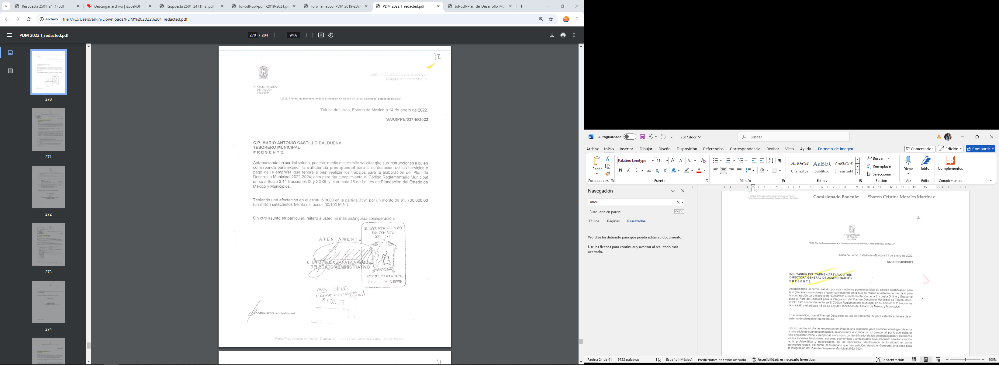 Respuesta 2501_24 (1).pdf
Descargar archivo | iLovePDF
Respuesta 2501_24 (1) (2).pdf
Tol-pdf-upl-pdm-2019-2021.pd
Foro Tematico (PDM 2019-2021
PDM 2022 1_redacted.pdf
tol-pdf-Plan_de_Desarrollo_Mu
Archivo
file:///C:/Users/arkin/Downloads/PDM%202022%201_redacted.pdf
PDM 2022 1_redacted.pdf
270 / 284
94%
270
271
272
273
274
12
SECRETARIA DEL AYUNTAMIENTO
Delegación Administrativa
H. AYUNTAMIENTO
DE TOLUCA
2022-2024
"2022. Año del Quincentenario de la Fundación de Toluca de Lerdo, Capital del Estado de México"
Toluca de Lerdo, Estado de Mexico a 14 de enero de 2022.
SA/UIPPE/037-B/2022
C.P. MARIO ANTONIO CASTILLO BALBUENA
TESORERO MUNICIPAL
P R E S E N T E.
Anteponiendo un cordial saludo, por este medio me permito solicitar gire sus instrucciones a quien
corresponda para expedir la suficiencia presupuestal para la contratación de los servicios y
pago de la empresa que tendrá a bien realizar los trabajos para la elaboración del Plan de
Desarrollo Municipal 2022-2024; esto para dar cumplimiento Al Código Reglamentario Municipal
en su artículo 3.11 fracciones IX y XXXII; y el artículo 18 de La Ley de Planeación del Estado de
México y Municipios.
Teniendo una afectación en el capítulo 3000 en la partida 3391 por un monto de $1, 730,000.00
(un millón setecientos treinta mil pesos 00/100 M.N.).
Sin otro asunto en particular, reitero a usted mi más distinguida consideración.
A T E N T A M E N T E
L. EN D. FELIX ZAPATA VAZQUEZ
DELEGADO ADMINISTRATIVO
H. AYUNTAMIENTO
DE TOLUCA
SECRETARIA DEL
AYUNTAMIENTO
14:20
original
MDS/MHA/AFOG / Archivo/Minutario
Plaza Fray Andrés de Castro, Edificio "C", Primer Piso, Colonia Centro, Toluca, México
11
Autoguardado
7387.docx
Buscar
Archivo
Inicio
Insertar
Dibujar
Diseño
Disposición
Referencias
Correspondencia
Revisar
Vista
Ayuda
Formato de imagen
Comentarios
Edición
Compartir
Pegar
Portapapeles
Palatino Linotype
11
Aa
N K S ab x₂ x² A A
Fuente
Párrafo
AaBbCcL
Cita textual
AaBbC
Subtítulo
AaBbCcL
Énfasis sutil
Estilos
Buscar
Reemplazar
Seleccionar
Edición
Dictar
Voz
Editor
Editor
Complementos
Complementos
Navegación
anex
Búsqueda en pausa
Títulos
Páginas
Resultados
Word se ha detenido para que pueda editar su documento.
Use las flechas para continuar y avanzar al resultado más
acertado.
1 2 3 4 5 6 7 8 9 10 11 12 13 14 15
Instituto de Transparencia, Acceso a la Información Pública y
Protección de Datos Personales del Estado de México y Municipios
Comisionado Ponente: Sharon Cristina Morales Martínez
7
H. AYUNTAMIENTO
DE TOLUCA
2022-2024
"2022. Año del Quincentenario de la Fundación de Toluca de Lerdo, Capital del Estado de México"
Toluca de Lerdo, Estado de México a 11 de enero de 2022.
SA/UIPPE/038/2022
ING. YASMÍN DEL CARMEN ARÉVALO ATHIE
DIRECTORA GENERAL DE ADMINISTRACIÓN
P R E S E N T E.
Anteponiendo un cordial saludo, por este medio me permito solicitar su amable colaboración para
que gire sus instrucciones a quien corresponda para que se realice el estudio de mercado para
la contratación para el proyecto "Desarrollo e Implementación de la Encuesta Online y Geoportal
para el: Foro de Consulta para la Integración del Plan de Desarrollo Municipal de Toluca 2022–
2024"; esto con fundamento en El Código Reglamentario Municipal en su artículo 3.11 fracciones
IX y XXXII; y el artículo 18 de La Ley de Planeación del Estado de México y Municipios.
En el entendido, que el Plan de Desarrollo es una herramienta útil para establecer bases de un
sistema de planeación democrática.
Por lo que hoy en día las encuestas en línea es una tendencia para disminuir el margen de error
y más eficiente cuando la encuesta, se encuentra vinculada con un geo portal; por lo que elaborar
una encuesta Online y Geoportal, sirve como un identificador de las potencialidades y amenazas
en los aspectos territoriales, sociales, económicos y ambientales cuyo propósito sea dar solución
a la problemática y necesidades de los habitantes, identificando la localidad, el punto
georreferenciado, así como, el ciudadano que hizo petición; siendo el Geoportal una base para
la integración del Plan de Desarrollo Municipal 2022-2024.
Página 24 de 41
9722 palabras
Español (México)
Predicciones de texto: activado
Accesibilidad: es necesario investigar
Concentración
100%